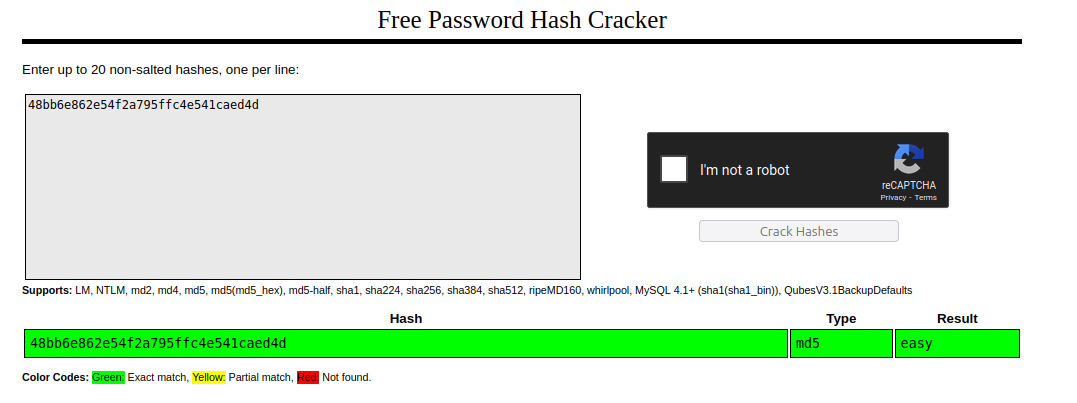 Free Password Hash Cracker
Enter up to 20 non-salted hashes, one per line:
48bb6e862e54f2a795ffc4e541caed4d
I'm not a robot
reCAPTCHA
Privacy - Terms
Crack Hashes
Supports: LM, NTLM, md2, md4, md5, md5(md5_hex), md5-half, sha1, sha224, sha256, sha384, sha512, ripeMD160, whirlpool, MySQL 4.1+ (sha1(sha1_bin)), QubesV3.1BackupDefaults
Hash Type Result
48bb6e862e54f2a795ffc4e541caed4d md5 easy
Color Codes: Green: Exact match, Yellow: Partial match, Red: Not found.